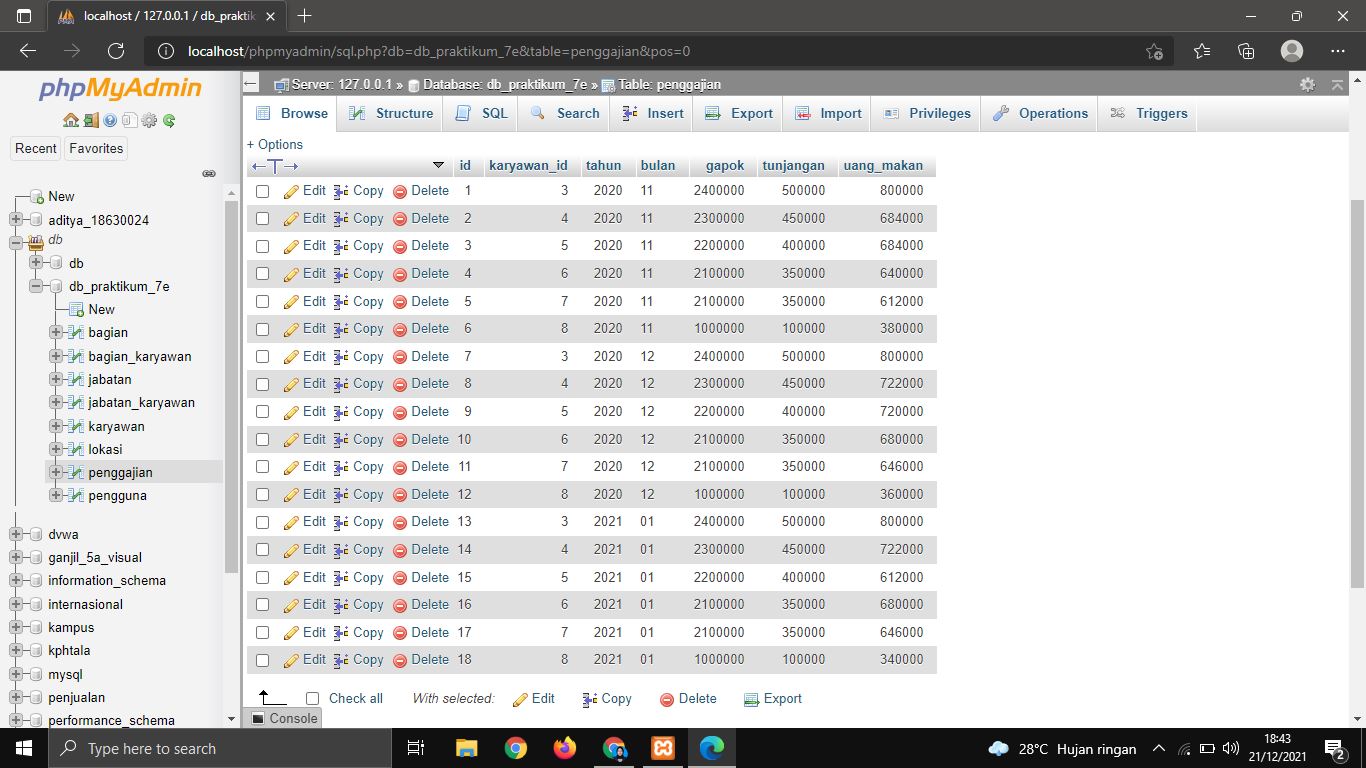 localhost / 127.0.0.1 / db_praktik
localhost/phpmyadmin/sql.php?db=db_praktikum_7e&table=penggajian&pos=0
phpMyAdmin
Recent Favorites
New
aditya_18630024
db
db
db_praktikum_7e
New
bagian
bagian_karyawan
jabatan
jabatan_karyawan
karyawan
lokasi
penggajian
pengguna
dvwa
ganjil_5a_visual
information_schema
internasional
kampus
kphtala
mysql
penjualan
performance_schema
Server: 127.0.0.1 » Database: db_praktikum_7e » Table: penggajian
Browse Structure SQL Search Insert Export Import Privileges Operations Triggers
+ Options
←T→ id karyawan_id tahun bulan gapok tunjangan uang_makan
Edit Copy Delete 1 3 2020 11 2400000 500000 800000
Edit Copy Delete 2 4 2020 11 2300000 450000 684000
Edit Copy Delete 3 5 2020 11 2200000 400000 684000
Edit Copy Delete 4 6 2020 11 2100000 350000 640000
Edit Copy Delete 5 7 2020 11 2100000 350000 612000
Edit Copy Delete 6 8 2020 11 1000000 100000 380000
Edit Copy Delete 7 3 2020 12 2400000 500000 800000
Edit Copy Delete 8 4 2020 12 2300000 450000 722000
Edit Copy Delete 9 5 2020 12 2200000 400000 720000
Edit Copy Delete 10 6 2020 12 2100000 350000 680000
Edit Copy Delete 11 7 2020 12 2100000 350000 646000
Edit Copy Delete 12 8 2020 12 1000000 100000 360000
Edit Copy Delete 13 3 2021 01 2400000 500000 800000
Edit Copy Delete 14 4 2021 01 2300000 450000 722000
Edit Copy Delete 15 5 2021 01 2200000 400000 612000
Edit Copy Delete 16 6 2021 01 2100000 350000 680000
Edit Copy Delete 17 7 2021 01 2100000 350000 646000
Edit Copy Delete 18 8 2021 01 1000000 100000 340000
Check all With selected: Edit Copy Delete Export
Console
Type here to search
28°C Hujan ringan
18:43
21/12/2021
2